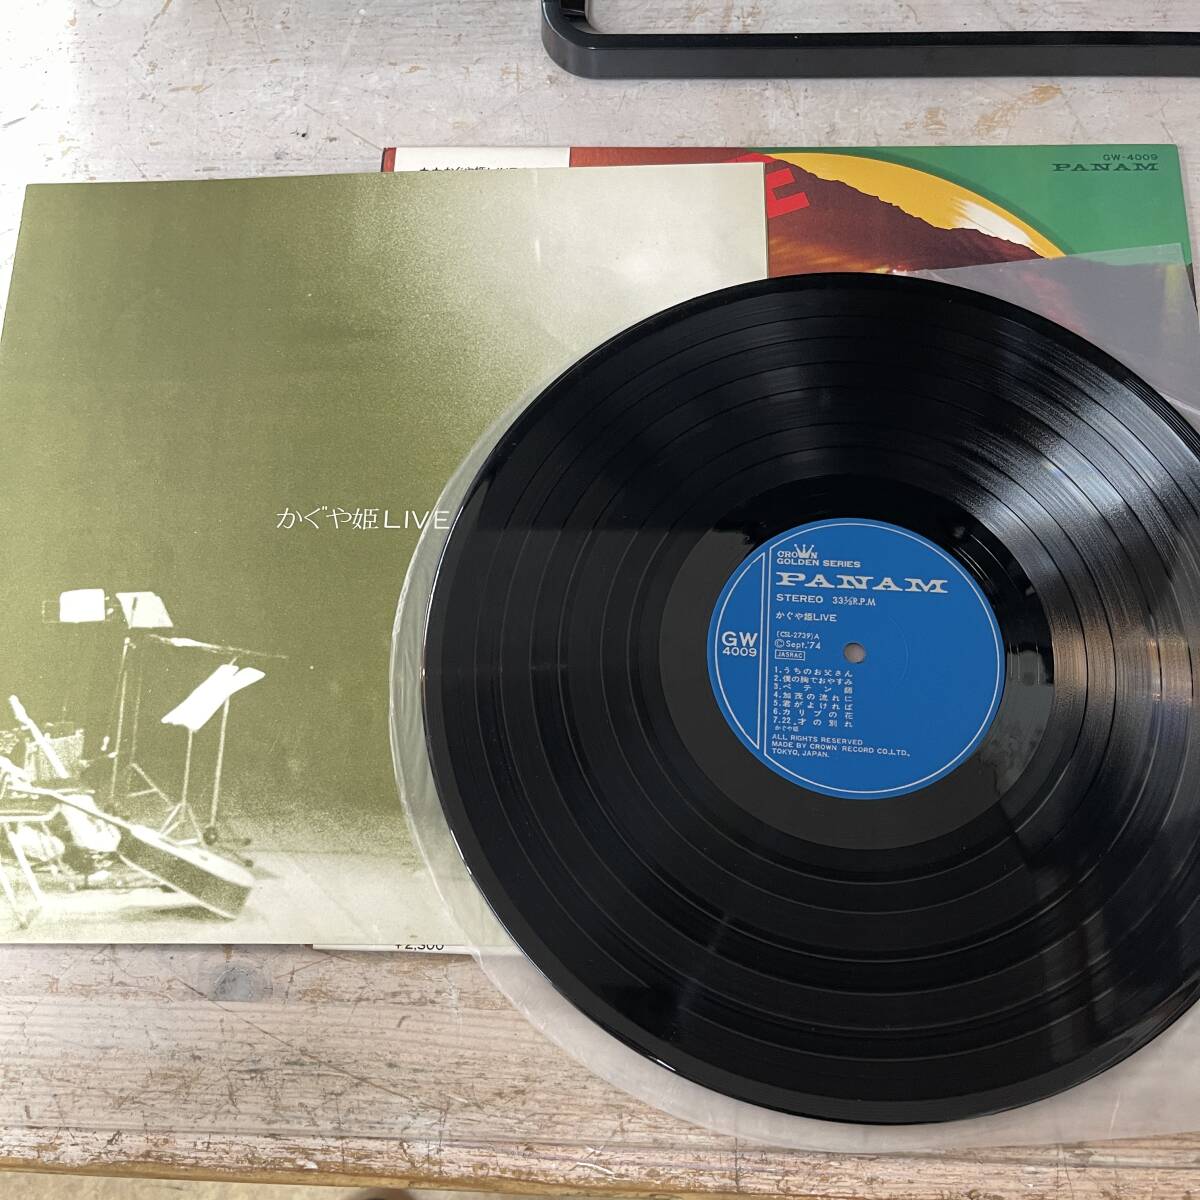 GW-4009
PANAM
かぐや姫LIVE
CROWN
GOLDEN SERIES
PANAM
STEREO 33⅓R.P.M
かぐや姫LIVE
GW
4009
(CSL-2739)A
©Sept.'74
JASRAC
1.うちのお父さん
2.僕の胸でおやすみ
3.ペテン師
4.加茂の流れに
5.君がよければ
6.カリブの花
7.22才の別れ
かぐや姫
ALL RIGHTS RESERVED
MADE BY CROWN RECORD CO.,LTD.,
TOKYO, JAPAN.
¥2,300